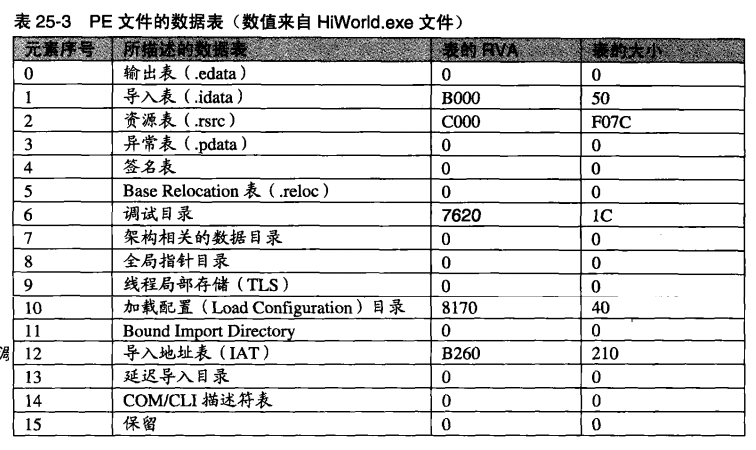 表 25-3 PE 文件的数据表（数值来自 HiWorld.exe 文件）
元素序号 所描述的数据表 表的 RVA 表的大小
0 输出表（.edata） 0 0
1 导入表（.idata） B000 50
2 资源表（.rsrc） C000 F07C
3 异常表（.pdata） 0 0
4 签名表 0 0
5 Base Relocation 表（.reloc） 0 0
6 调试目录 7620 1C
7 架构相关的数据目录 0 0
8 全局指针目录 0 0
9 线程局部存储（TLS） 0 0
10 加载配置（Load Configuration）目录 8170 40
11 Bound Import Directory 0 0
12 导入地址表（IAT） B260 210
13 延迟导入目录 0 0
14 COM/CLI 描述符表 0 0
15 保留 0 0